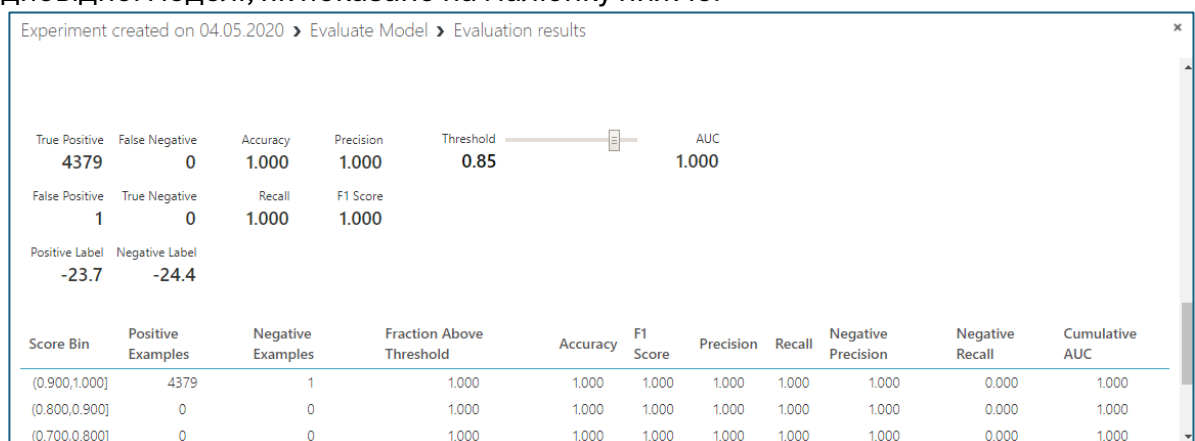 Experiment created on 04.05.2020 > Evaluate Model > Evaluation results ×
True Positive False Negative Accuracy Precision Threshold AUC
4379 0 1.000 1.000 0.85 1.000
False Positive True Negative Recall F1 Score
1 0 1.000 1.000
Positive Label Negative Label
-23.7 -24.4
Score Bin Positive Examples Negative Examples Fraction Above Threshold Accuracy F1 Score Precision Recall Negative Precision Negative Recall Cumulative AUC
(0.900,1.000] 4379 1 1.000 1.000 1.000 1.000 1.000 1.000 0.000 1.000
(0.800,0.900] 0 0 1.000 1.000 1.000 1.000 1.000 1.000 0.000 1.000
(0.700,0.800] 0 0 1.000 1.000 1.000 1.000 1.000 1.000 0.000 1.000